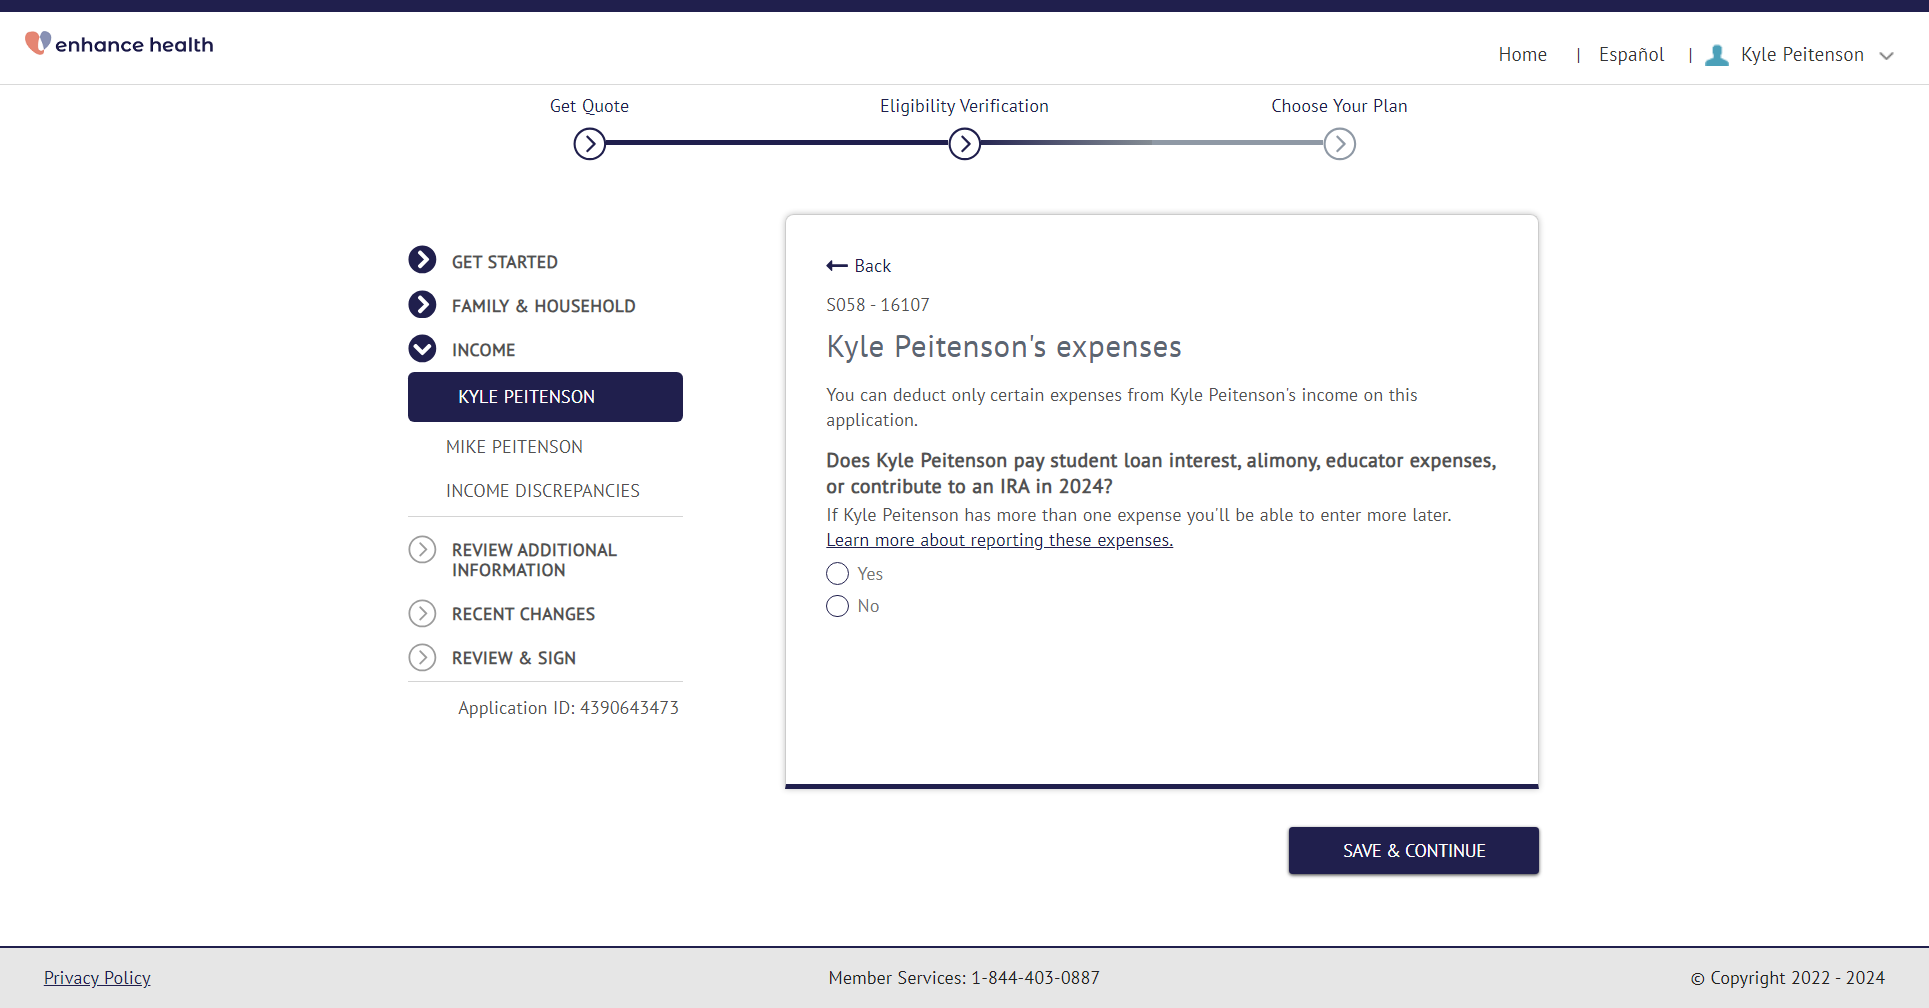 enhance health
Home | Español | Kyle Peitenson
Get Quote
Eligibility Verification
Choose Your Plan
GET STARTED
FAMILY & HOUSEHOLD
INCOME
KYLE PEITENSON
MIKE PEITENSON
INCOME DISCREPANCIES
REVIEW ADDITIONAL
INFORMATION
RECENT CHANGES
REVIEW & SIGN
Application ID: 4390643473
Back
S058 - 16107
Kyle Peitenson's expenses
You can deduct only certain expenses from Kyle Peitenson's income on this
application.
Does Kyle Peitenson pay student loan interest, alimony, educator expenses,
or contribute to an IRA in 2024?
If Kyle Peitenson has more than one expense you'll be able to enter more later.
Learn more about reporting these expenses.
Yes
No
SAVE & CONTINUE
Privacy Policy
Member Services: 1-844-403-0887
© Copyright 2022 - 2024